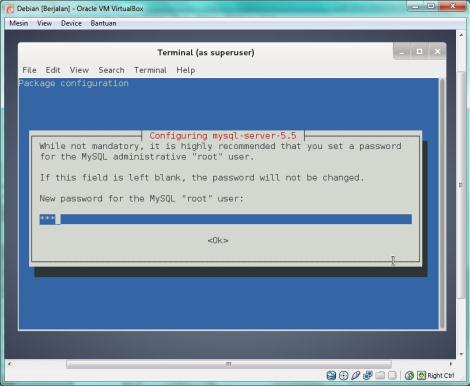 Debian [Berjalan] - Oracle VM VirtualBox
Mesin View Device Bantuan
Terminal (as superuser)
File Edit View Search Terminal Help
Package configuration
Configuring mysql-server-5.5
While not mandatory, it is highly recommended that you set a password
for the MySQL administrative "root" user.
If this field is left blank, the password will not be changed.
New password for the MySQL "root" user:
***
<Ok>
Right Ctrl